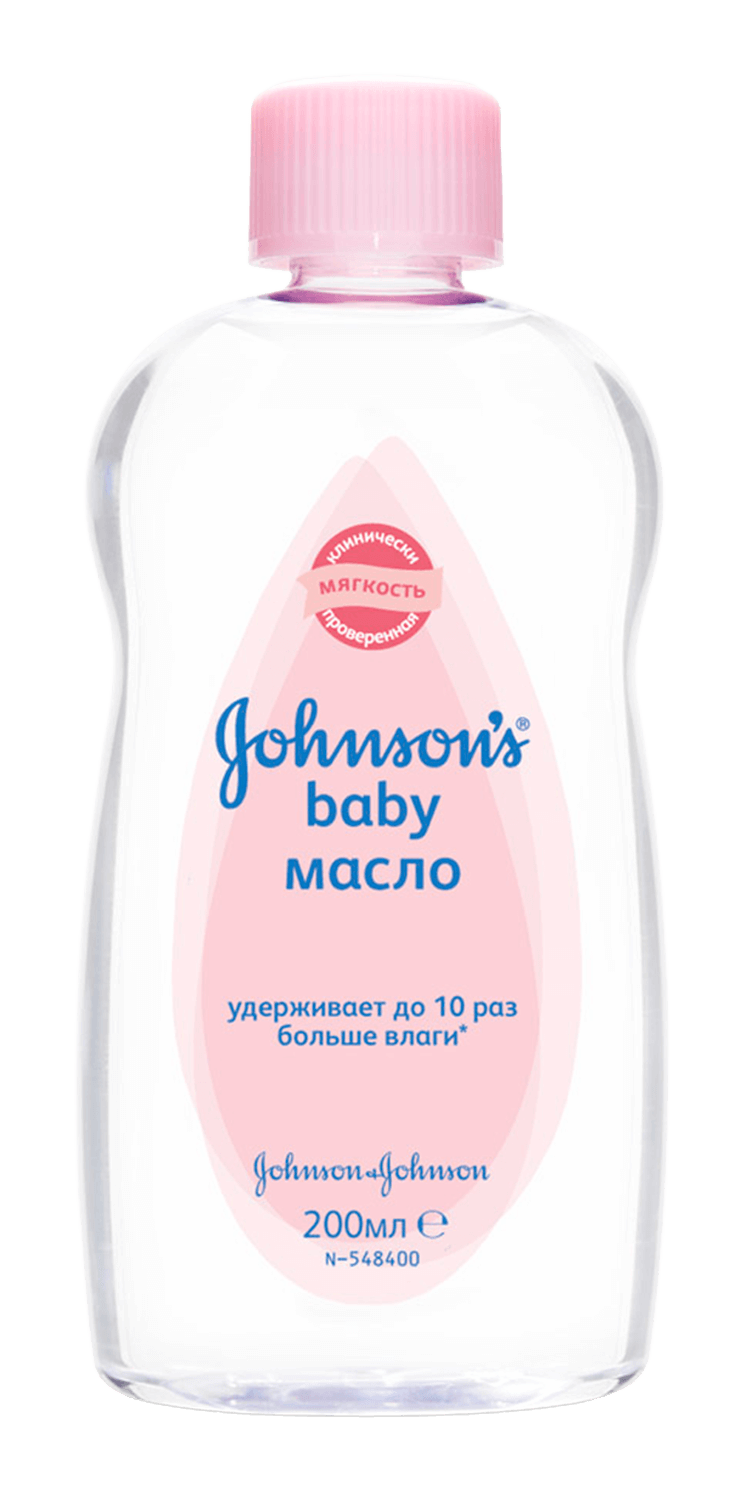 клинически
мягкость
проверенная
Johnson's®
baby
масло
удерживает до 10 раз
больше влаги*
Johnson+Johnson
200мл ℮
N-548400